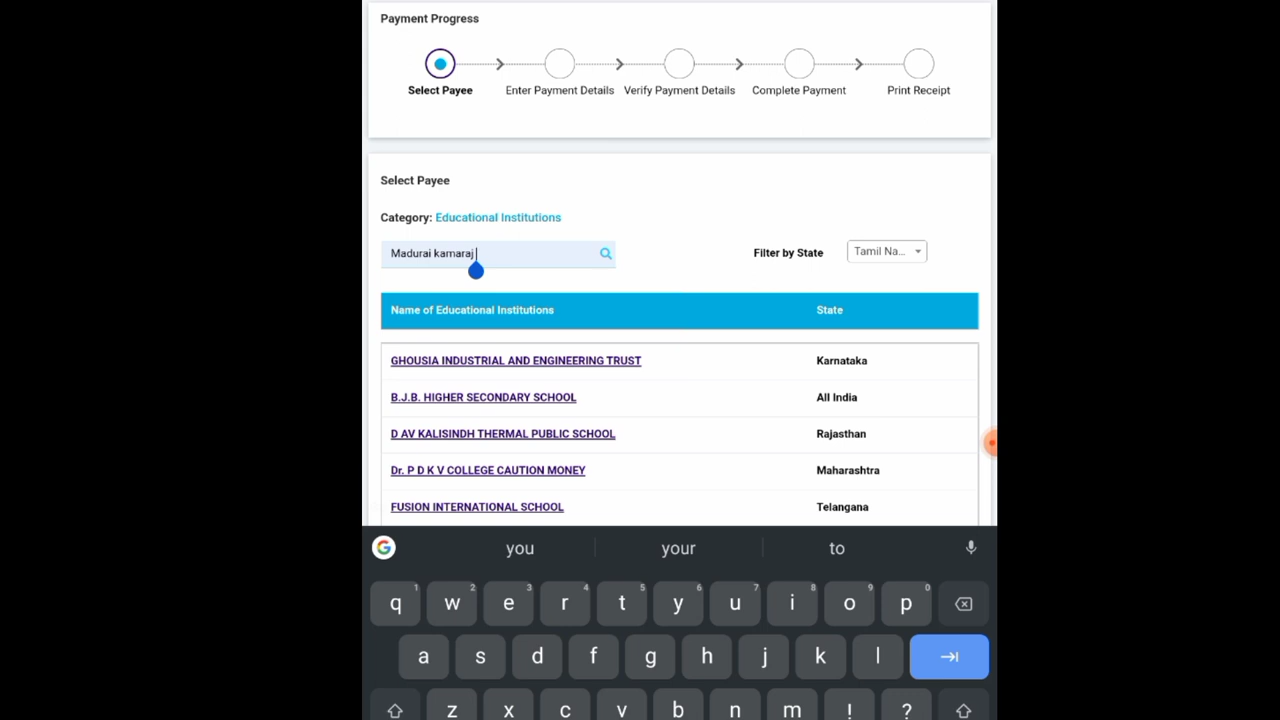 Payment Progress
Select Payee
Enter Payment Details
Verify Payment Details
Complete Payment
Print Receipt
Select Payee
Category: Educational Institutions
Madurai kamaraj
Filter by State
Tamil Na...
Name of Educational Institutions State
GHOUSIA INDUSTRIAL AND ENGINEERING TRUST Karnataka
B.J.B. HIGHER SECONDARY SCHOOL All India
D AV KALISINDH THERMAL PUBLIC SCHOOL Rajasthan
Dr. P D K V COLLEGE CAUTION MONEY Maharashtra
FUSION INTERNATIONAL SCHOOL Telangana
G you your to
q 1 w 2 e 3 r 4 t 5 y 6 u 7 i 8 o 9 p 0
a s d f g h j k l
z x c v b n m ! ?